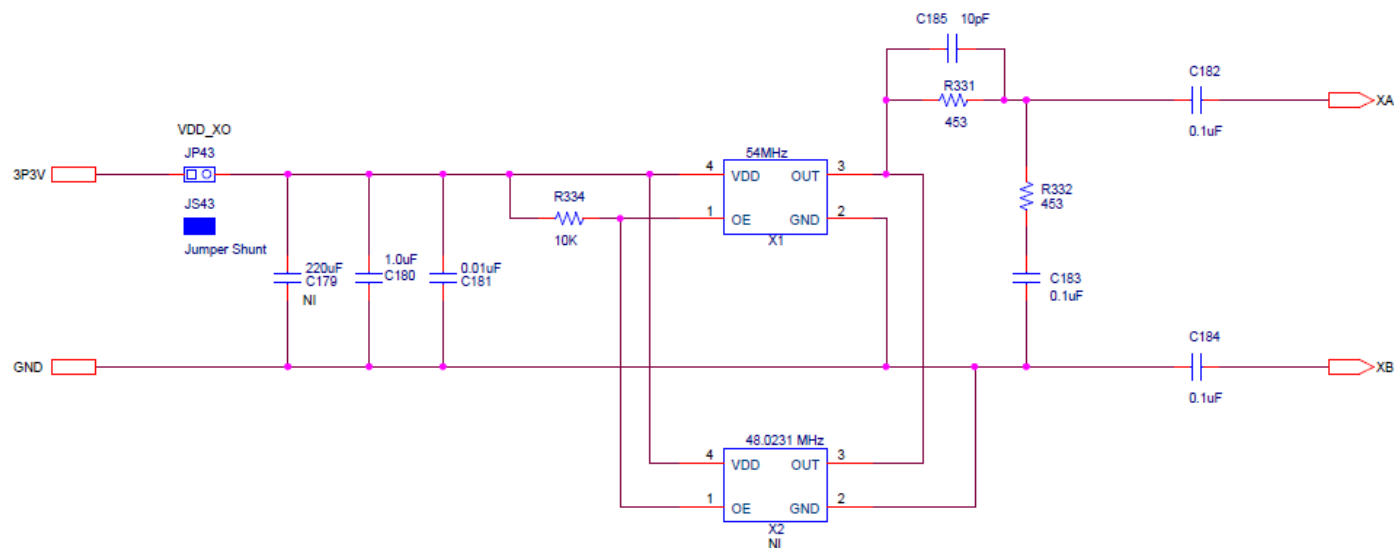 C185 10pF
R331
453
C182
0.1uF
XA
VDD_XO
JP43
3P3V
JS43
Jumper Shunt
54MHz
4 VDD OUT 3
1 OE GND 2
X1
R334
10K
R332
453
220uF
C179
NI
1.0uF
C180
0.01uF
C181
C183
0.1uF
GND
C184
0.1uF
XB
48.0231 MHz
4 VDD OUT 3
1 OE GND 2
X2
NI